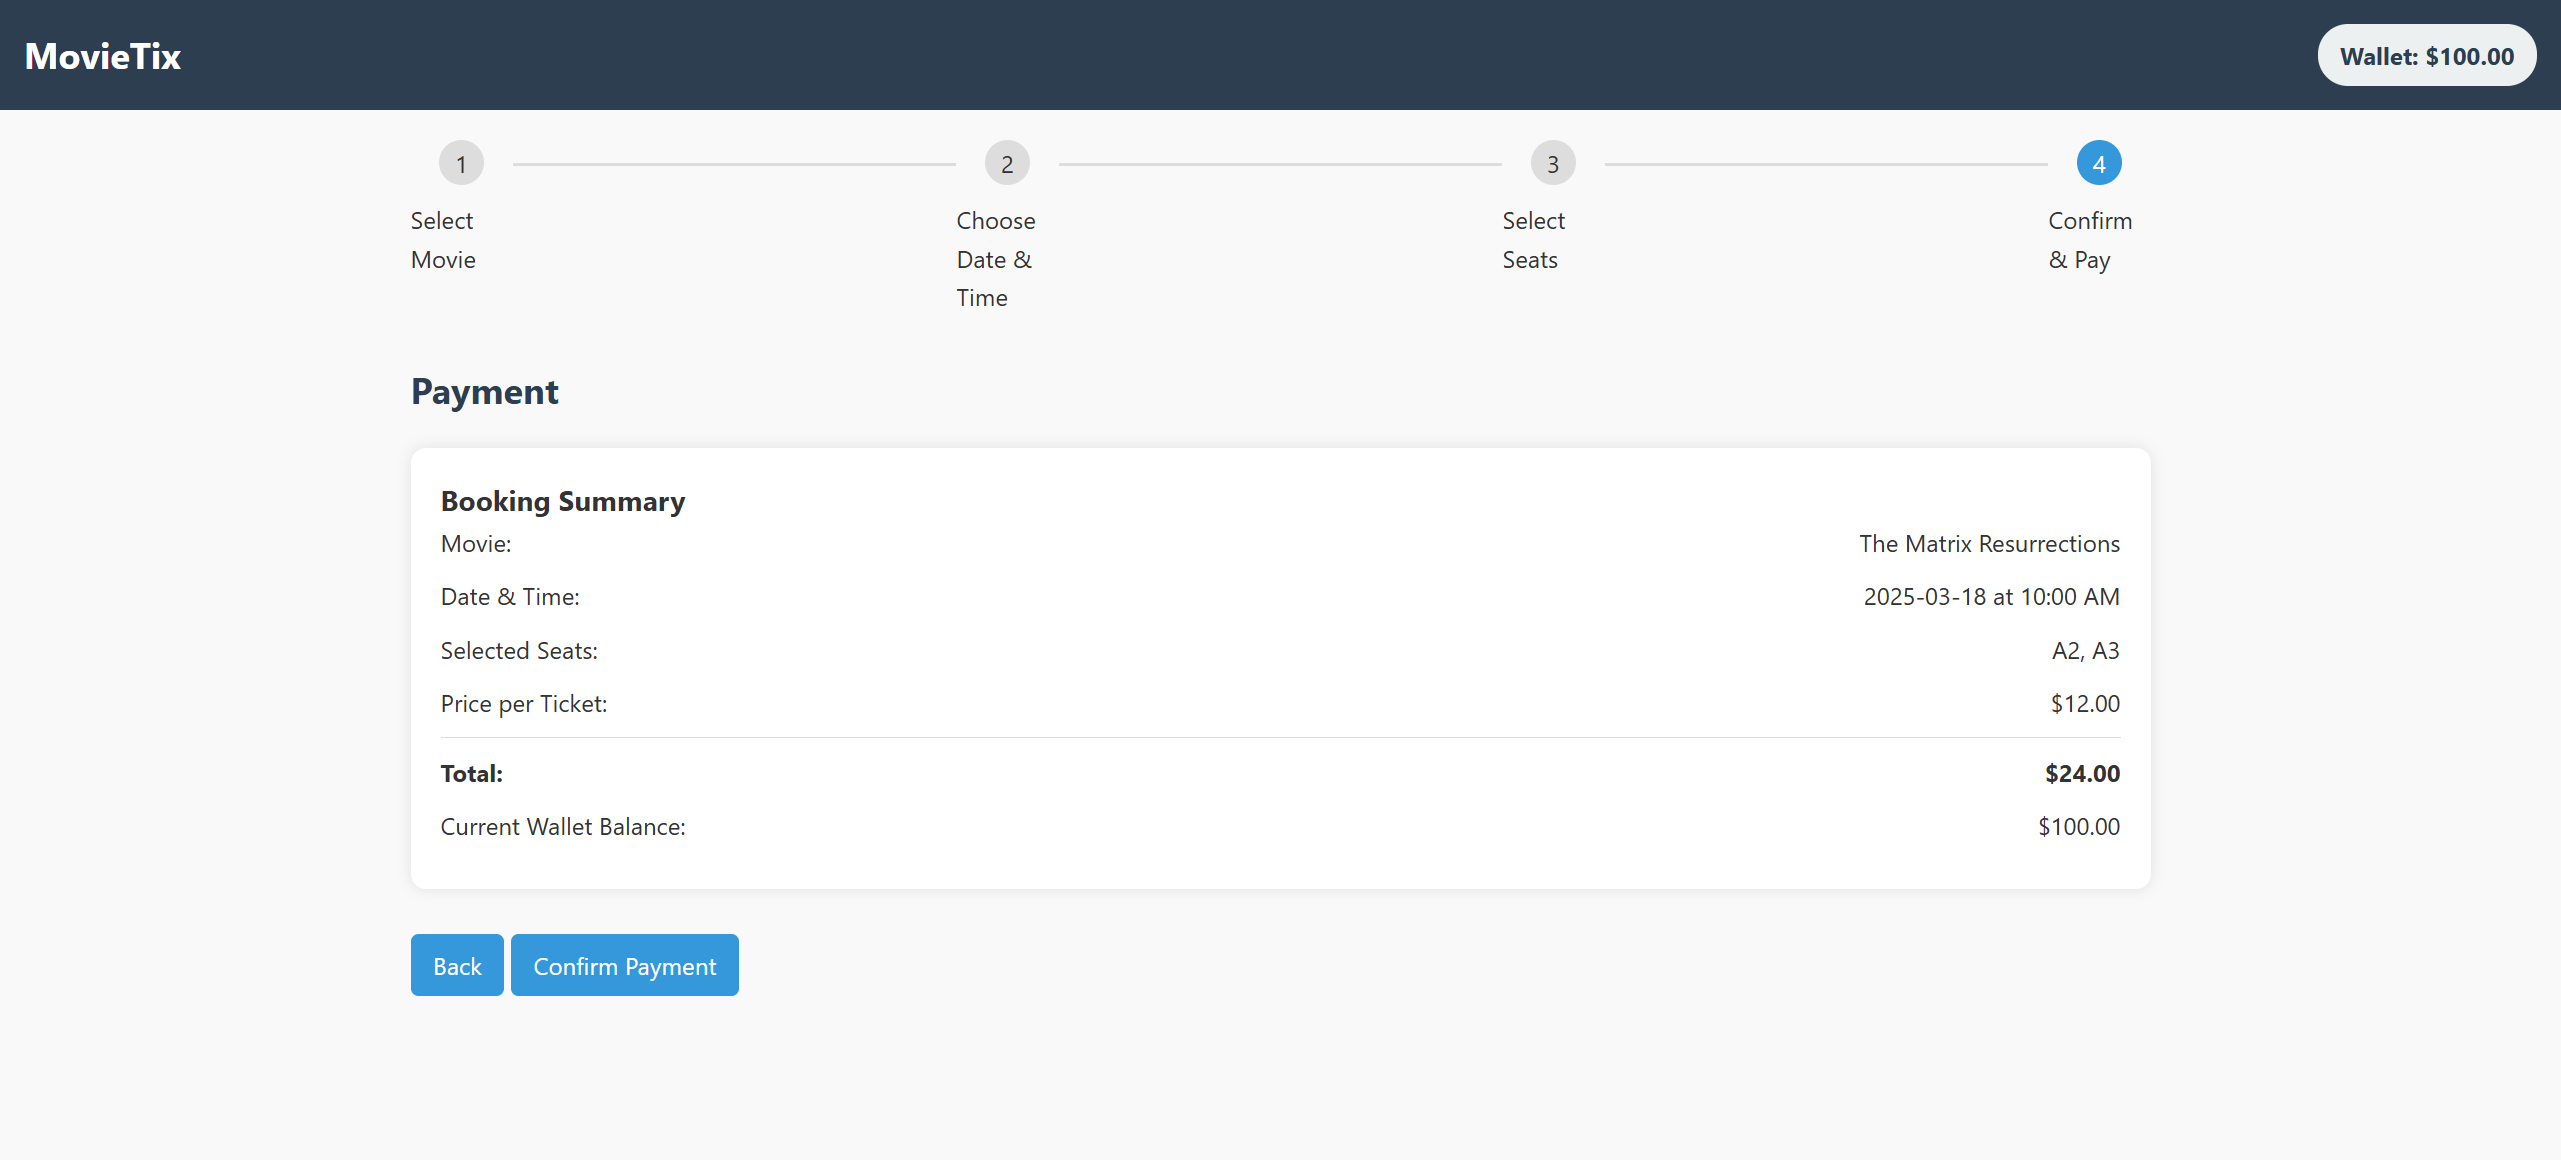 MovieTix
Wallet: $100.00
1
Select
Movie
2
Choose
Date &
Time
3
Select
Seats
4
Confirm
& Pay
Payment
Booking Summary
Movie: The Matrix Resurrections
Date & Time: 2025-03-18 at 10:00 AM
Selected Seats: A2, A3
Price per Ticket: $12.00
Total: $24.00
Current Wallet Balance: $100.00
Back
Confirm Payment